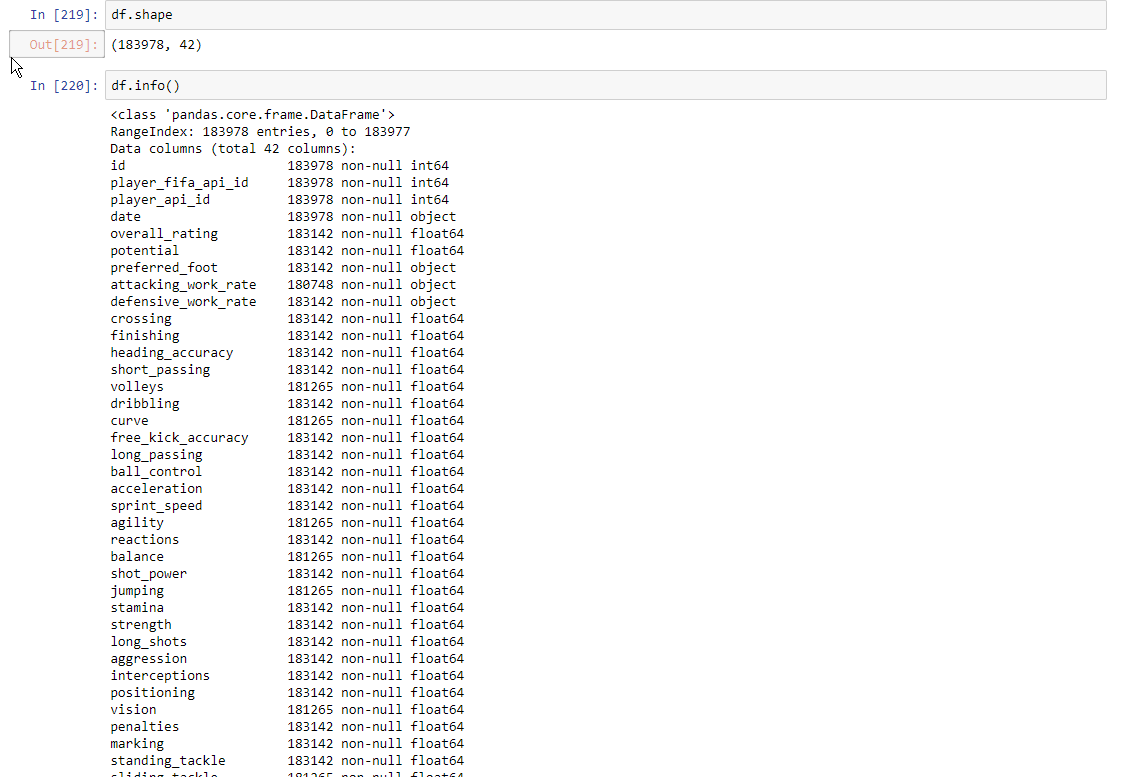 In [219]: df.shape
Out[219]: (183978, 42)
In [220]: df.info()
<class 'pandas.core.frame.DataFrame'>
RangeIndex: 183978 entries, 0 to 183977
Data columns (total 42 columns):
id 183978 non-null int64
player_fifa_api_id 183978 non-null int64
player_api_id 183978 non-null int64
date 183978 non-null object
overall_rating 183142 non-null float64
potential 183142 non-null float64
preferred_foot 183142 non-null object
attacking_work_rate 180748 non-null object
defensive_work_rate 183142 non-null object
crossing 183142 non-null float64
finishing 183142 non-null float64
heading_accuracy 183142 non-null float64
short_passing 183142 non-null float64
volleys 181265 non-null float64
dribbling 183142 non-null float64
curve 181265 non-null float64
free_kick_accuracy 183142 non-null float64
long_passing 183142 non-null float64
ball_control 183142 non-null float64
acceleration 183142 non-null float64
sprint_speed 183142 non-null float64
agility 181265 non-null float64
reactions 183142 non-null float64
balance 181265 non-null float64
shot_power 183142 non-null float64
jumping 181265 non-null float64
stamina 183142 non-null float64
strength 183142 non-null float64
long_shots 183142 non-null float64
aggression 183142 non-null float64
interceptions 183142 non-null float64
positioning 183142 non-null float64
vision 181265 non-null float64
penalties 183142 non-null float64
marking 183142 non-null float64
standing_tackle 183142 non-null float64
sliding_tackle 181265 non-null float64